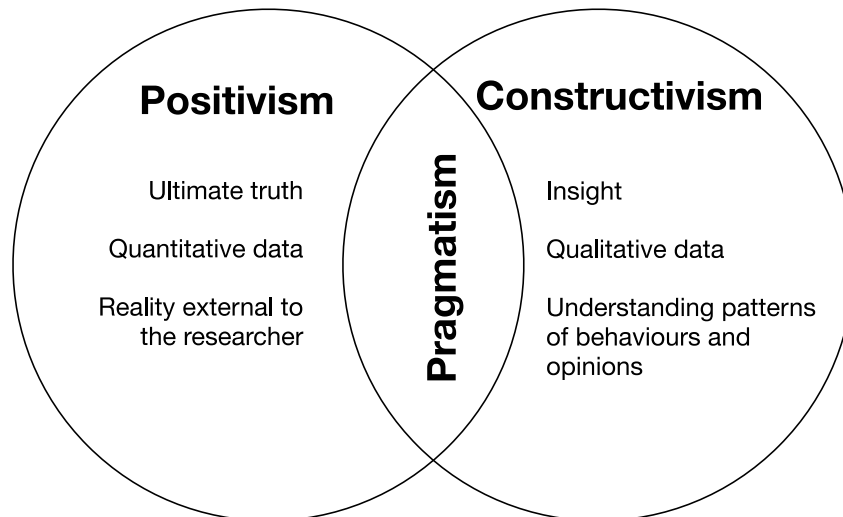 Positivism
Ultimate truth
Quantitative data
Reality external to
the researcher
Pragmatism
Constructivism
Insight
Qualitative data
Understanding patterns
of behaviours and
opinions